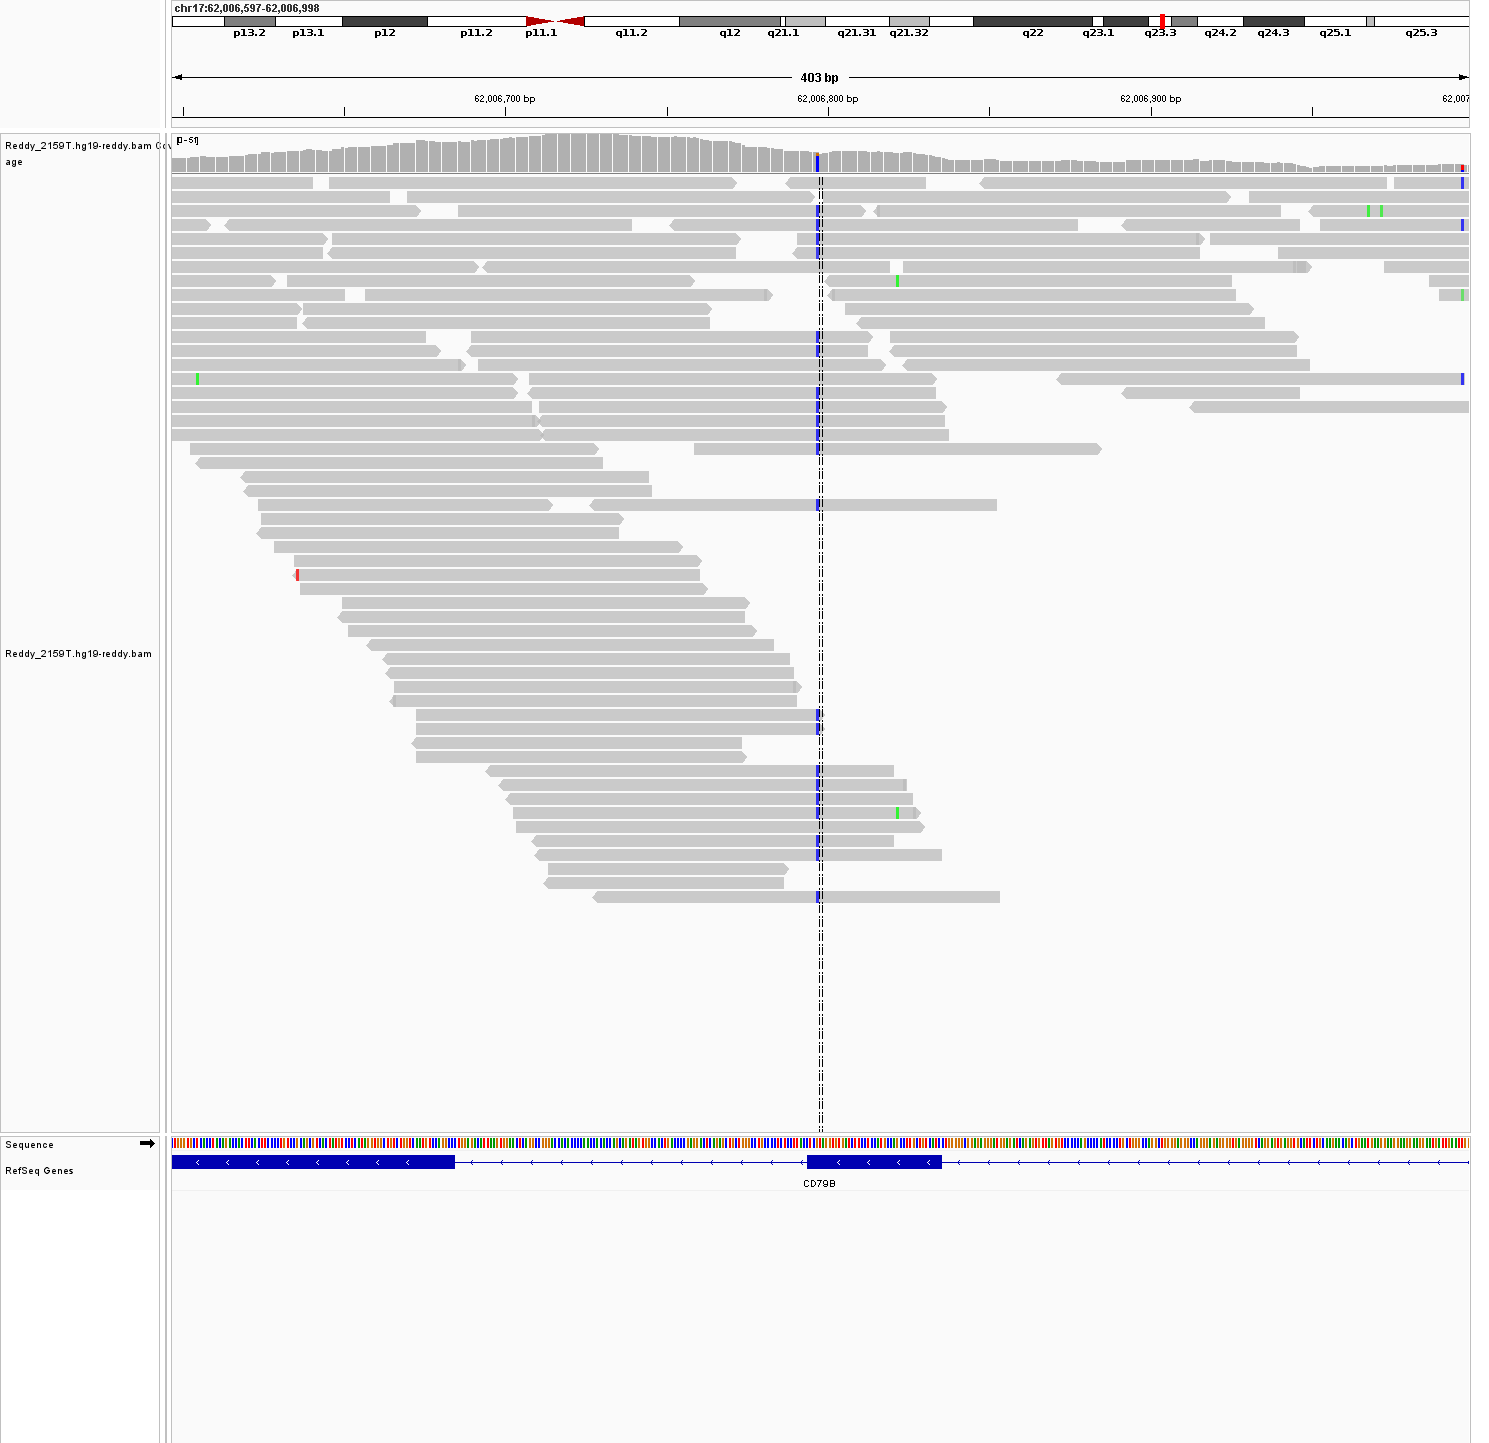 chr17:62,006,597-62,006,998
p13.2 p13.1 p12 p11.2 p11.1 q11.2 q12 q21.1 q21.31 q21.32 q22 q23.1 q23.3 q24.2 q24.3 q25.1 q25.3
403 bp
62,006,700 bp 62,006,800 bp 62,006,900 bp 62,007
Reddy_2159T.hg19-reddy.bam Cov
age
[0-51]
Reddy_2159T.hg19-reddy.bam
Sequence
RefSeq Genes
CD79B